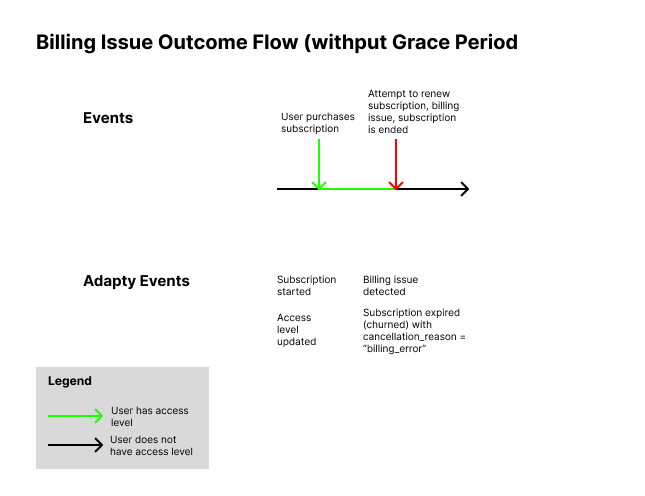 Billing Issue Outcome Flow (withput Grace Period
Events
User purchases
subscription
Attempt to renew
subscription, billing
issue, subscription
is ended
Adapty Events
Subscription
started
Billing issue
detected
Access
level
updated
Subscription expired
(churned) with
cancellation_reason =
“billing_error”
Legend
User has access
level
User does not
have access level